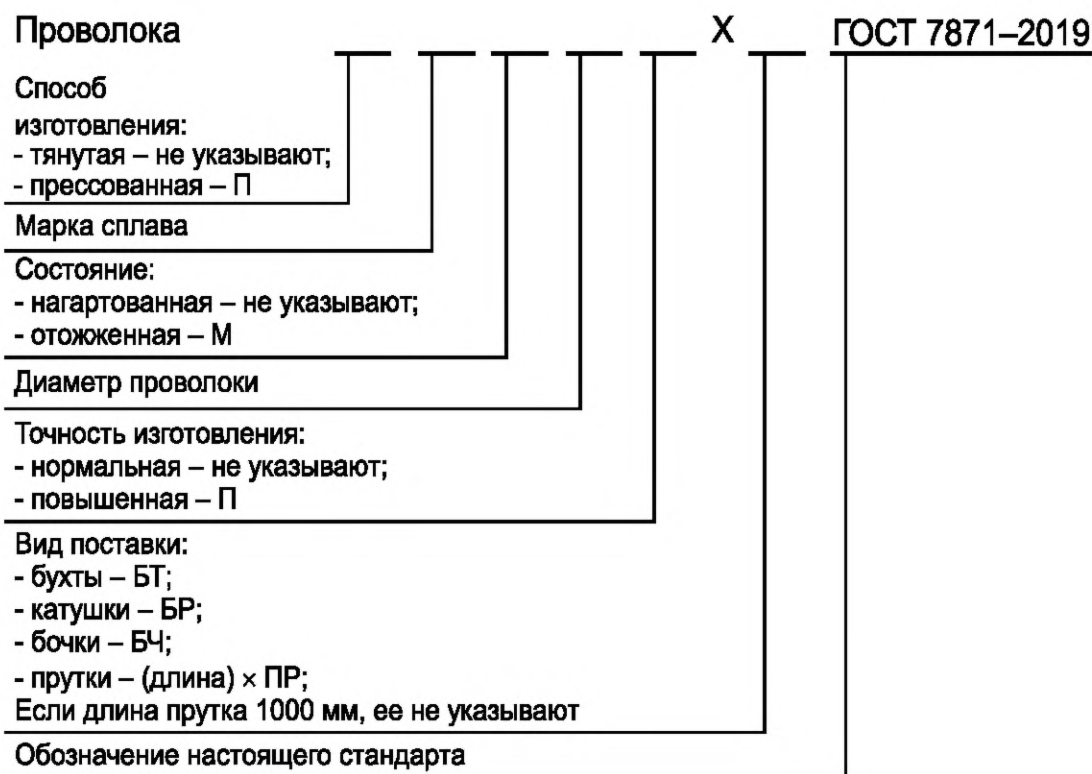 Проволока Х ГОСТ 7871–2019
Способ
изготовления:
- тянутая – не указывают;
- прессованная – П
Марка сплава
Состояние:
- нагартованная – не указывают;
- отожженная – М
Диаметр проволоки
Точность изготовления:
- нормальная – не указывают;
- повышенная – П
Вид поставки:
- бухты – БТ;
- катушки – БР;
- бочки – БЧ;
- прутки – (длина) × ПР;
Если длина прутка 1000 мм, ее не указывают
Обозначение настоящего стандарта